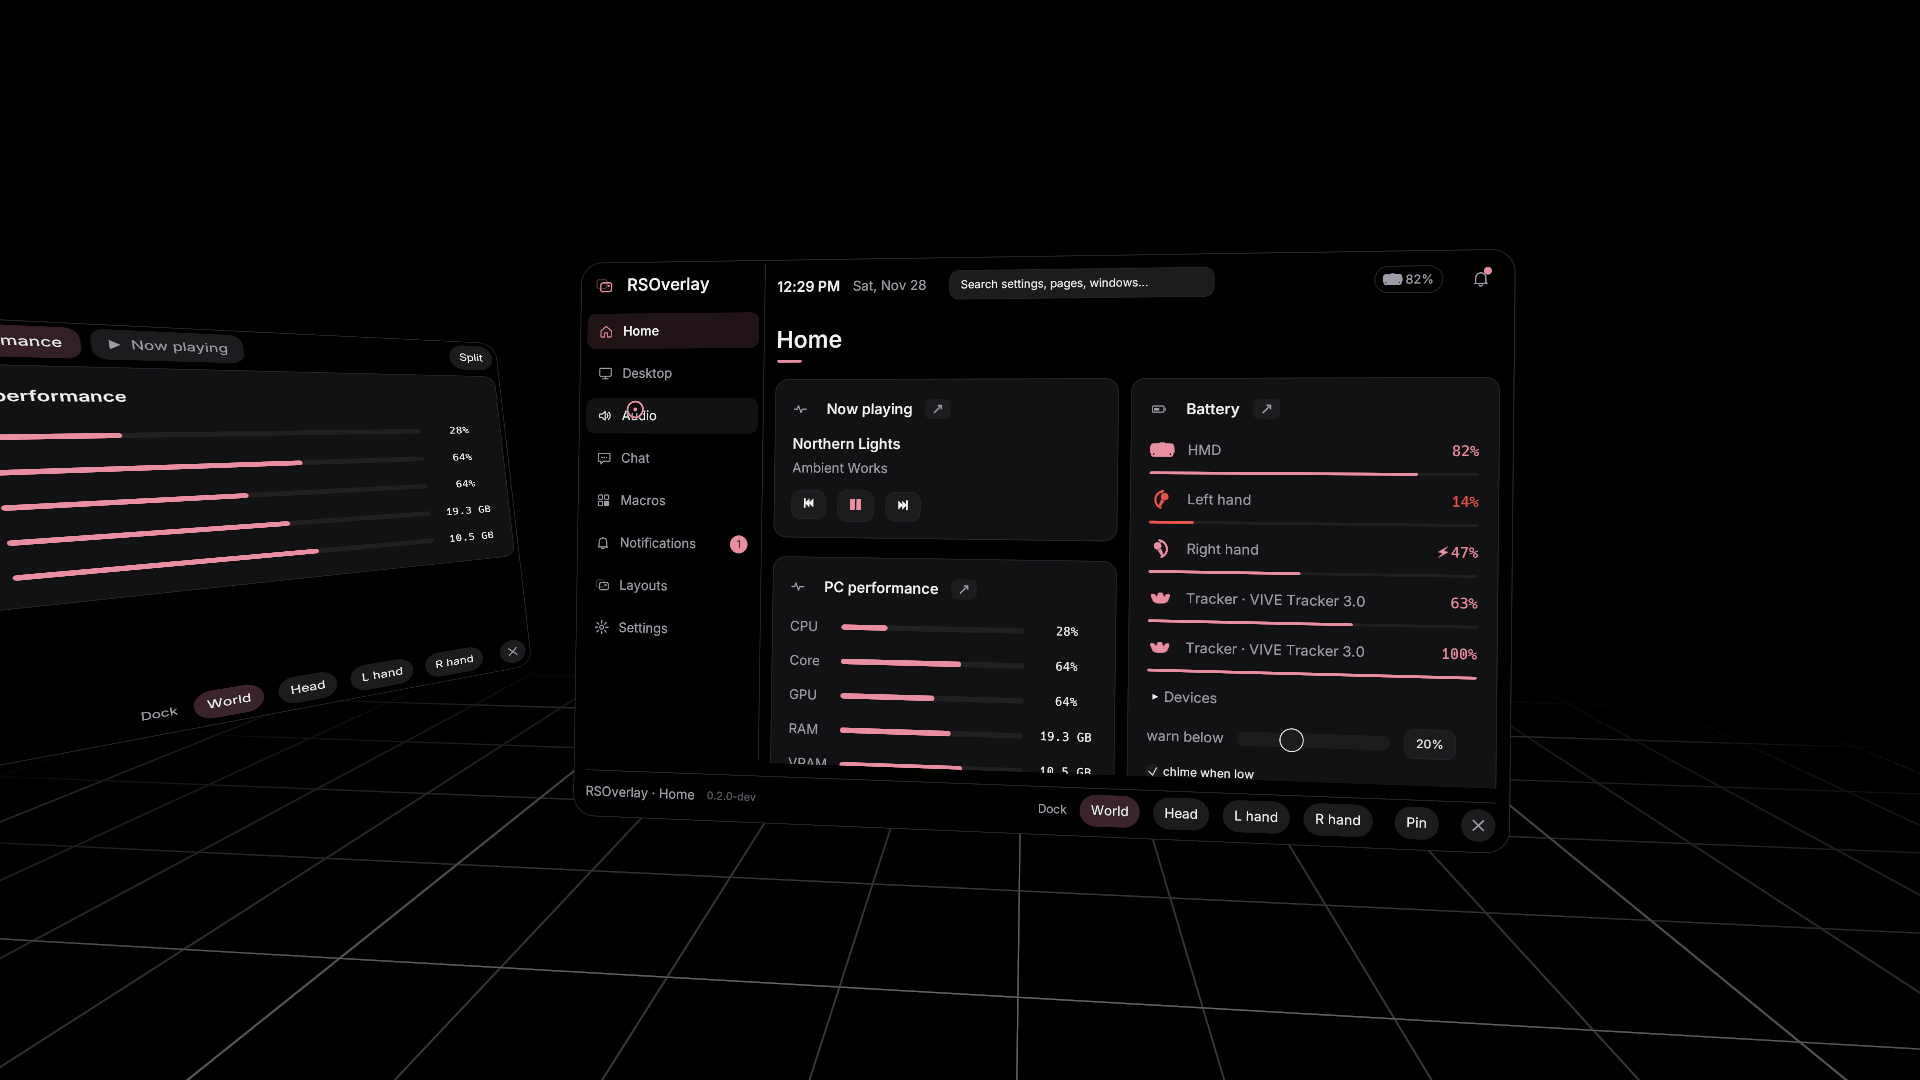 mance
Now playing
Split
performance
28%
64%
64%
19.3 GB
10.5 GB
Dock
World
Head
L hand
R hand
RSOverlay
Home
Desktop
Audio
Chat
Macros
Notifications
1
Layouts
Settings
12:29 PM
Sat, Nov 28
Search settings, pages, windows...
82%
Home
Now playing
Northern Lights
Ambient Works
PC performance
CPU
28%
Core
64%
GPU
64%
RAM
19.3 GB
VRAM
10.5 GB
Battery
HMD
82%
Left hand
14%
Right hand
47%
Tracker · VIVE Tracker 3.0
63%
Tracker · VIVE Tracker 3.0
100%
Devices
warn below
20%
chime when low
RSOverlay · Home
0.2.0-dev
Dock
World
Head
L hand
R hand
Pin